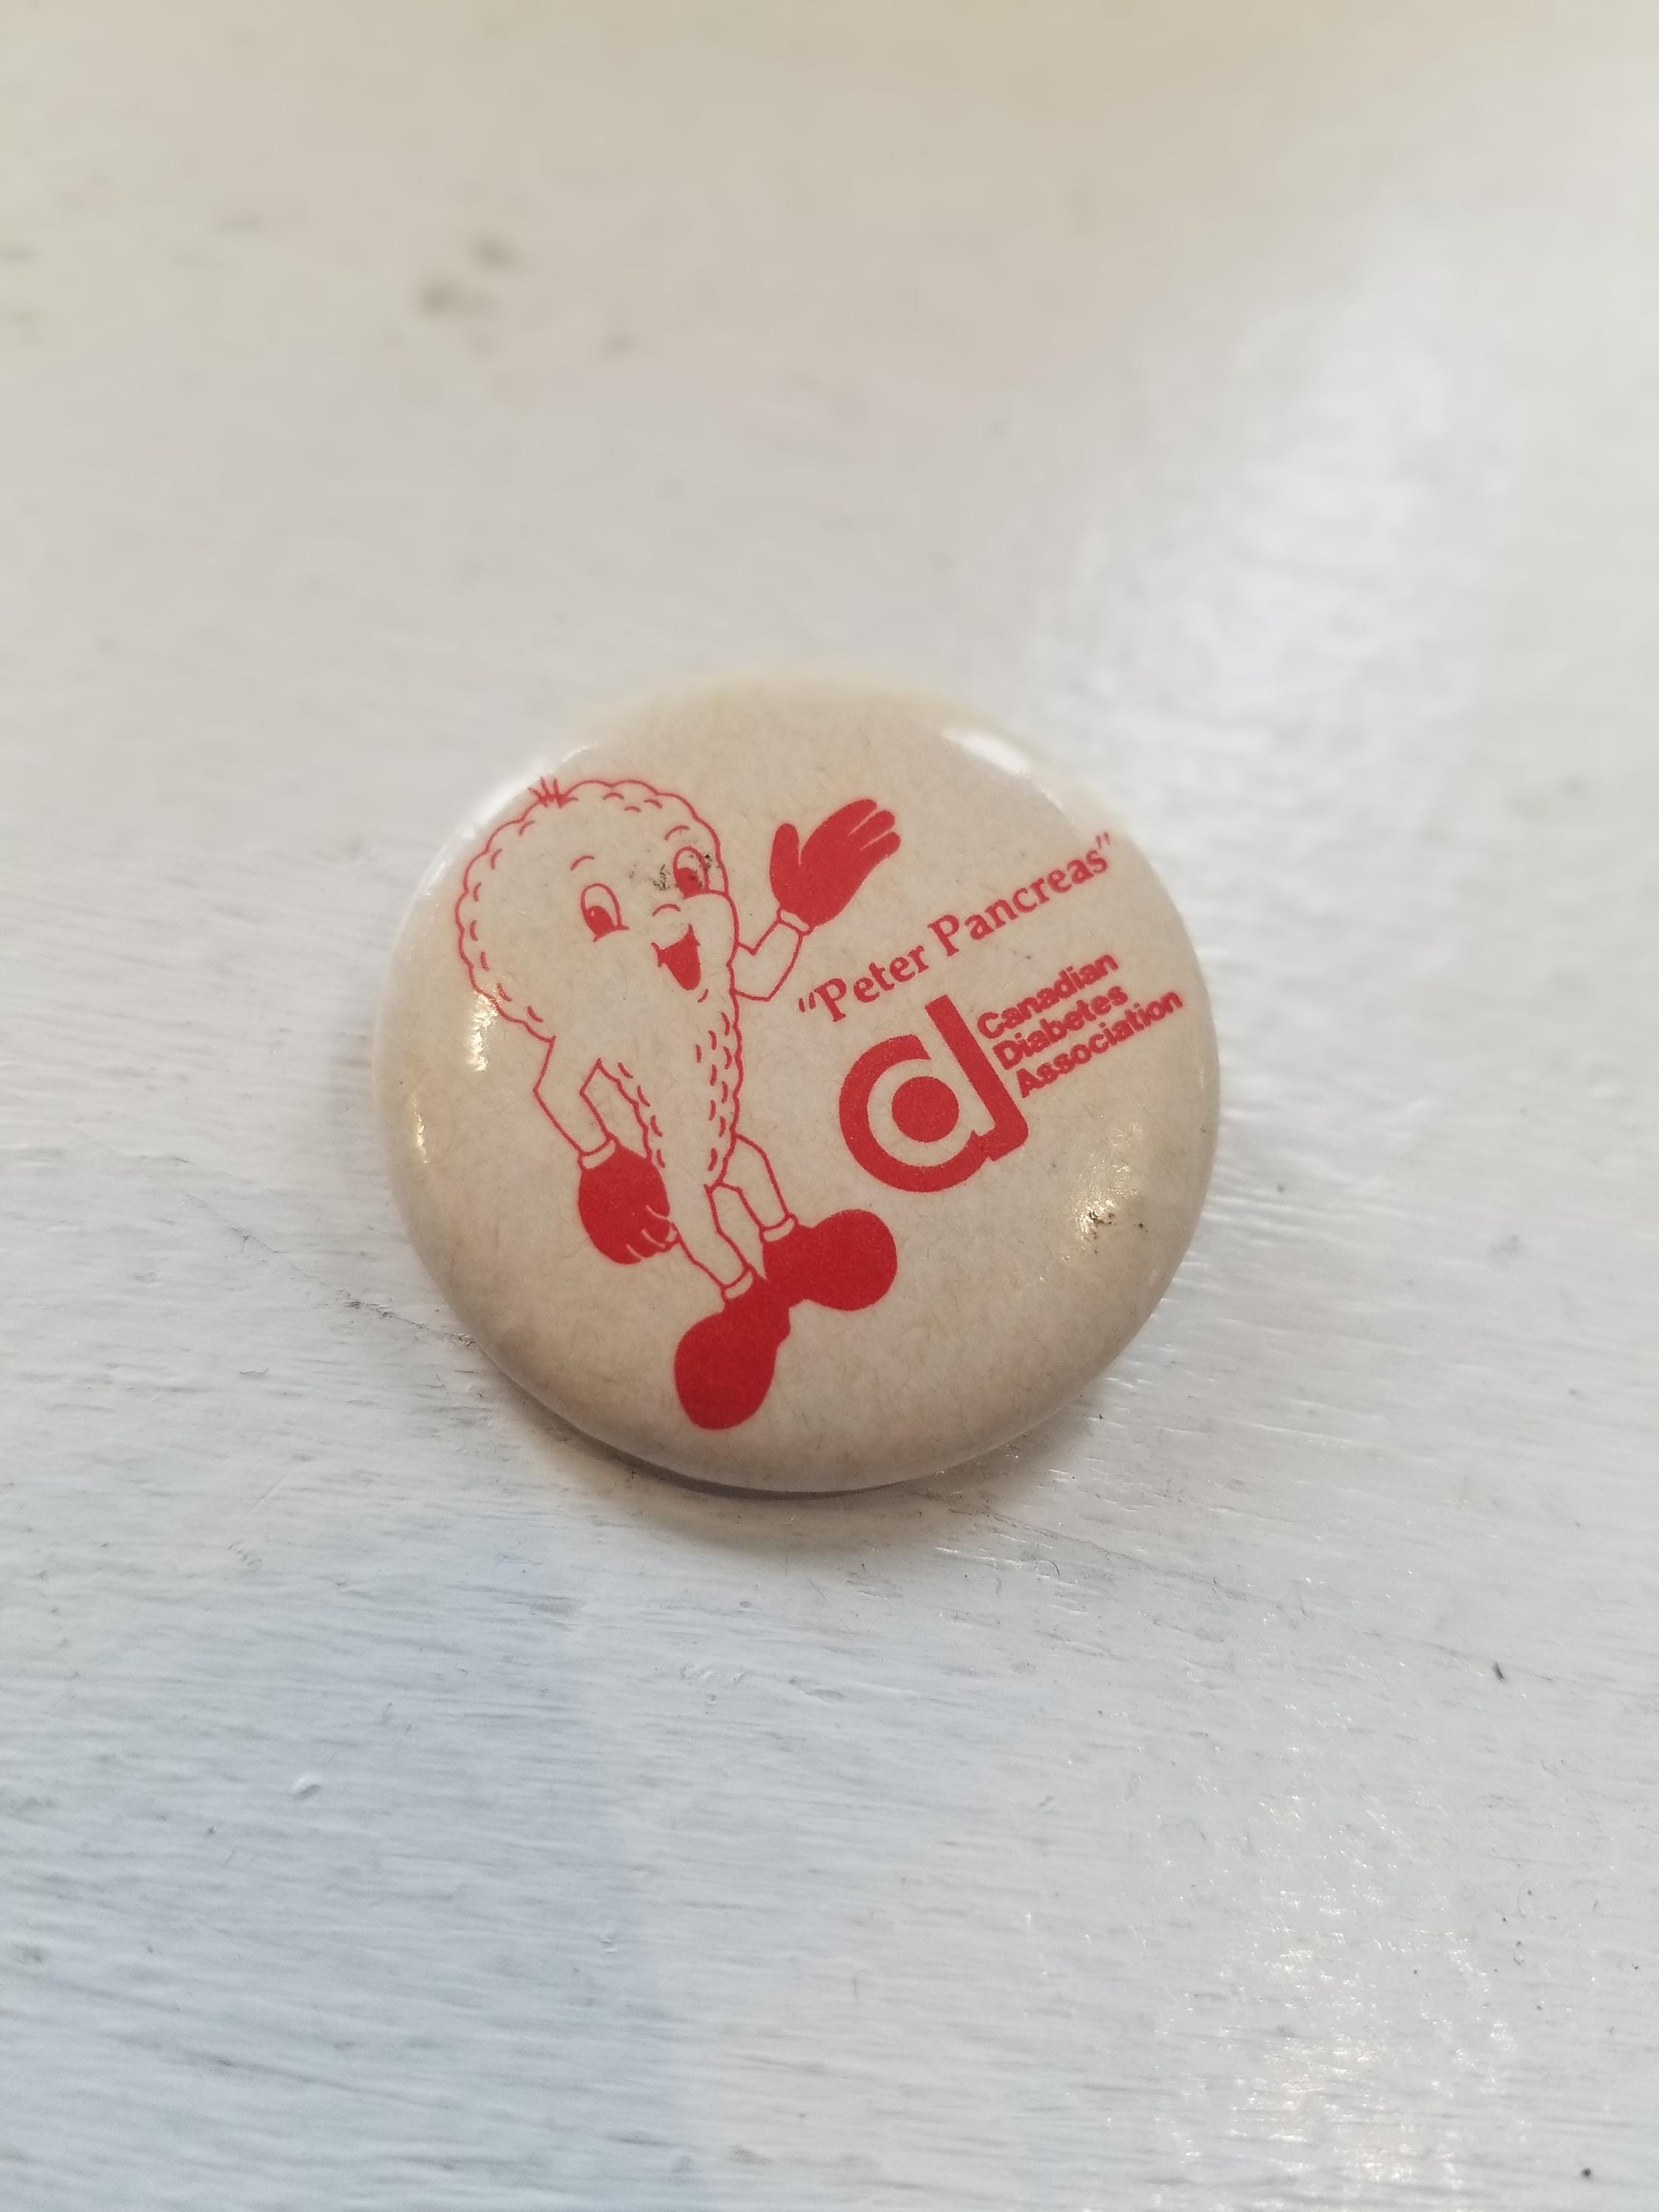 “Peter Pancreas”
Canadian
Diabetes
Association